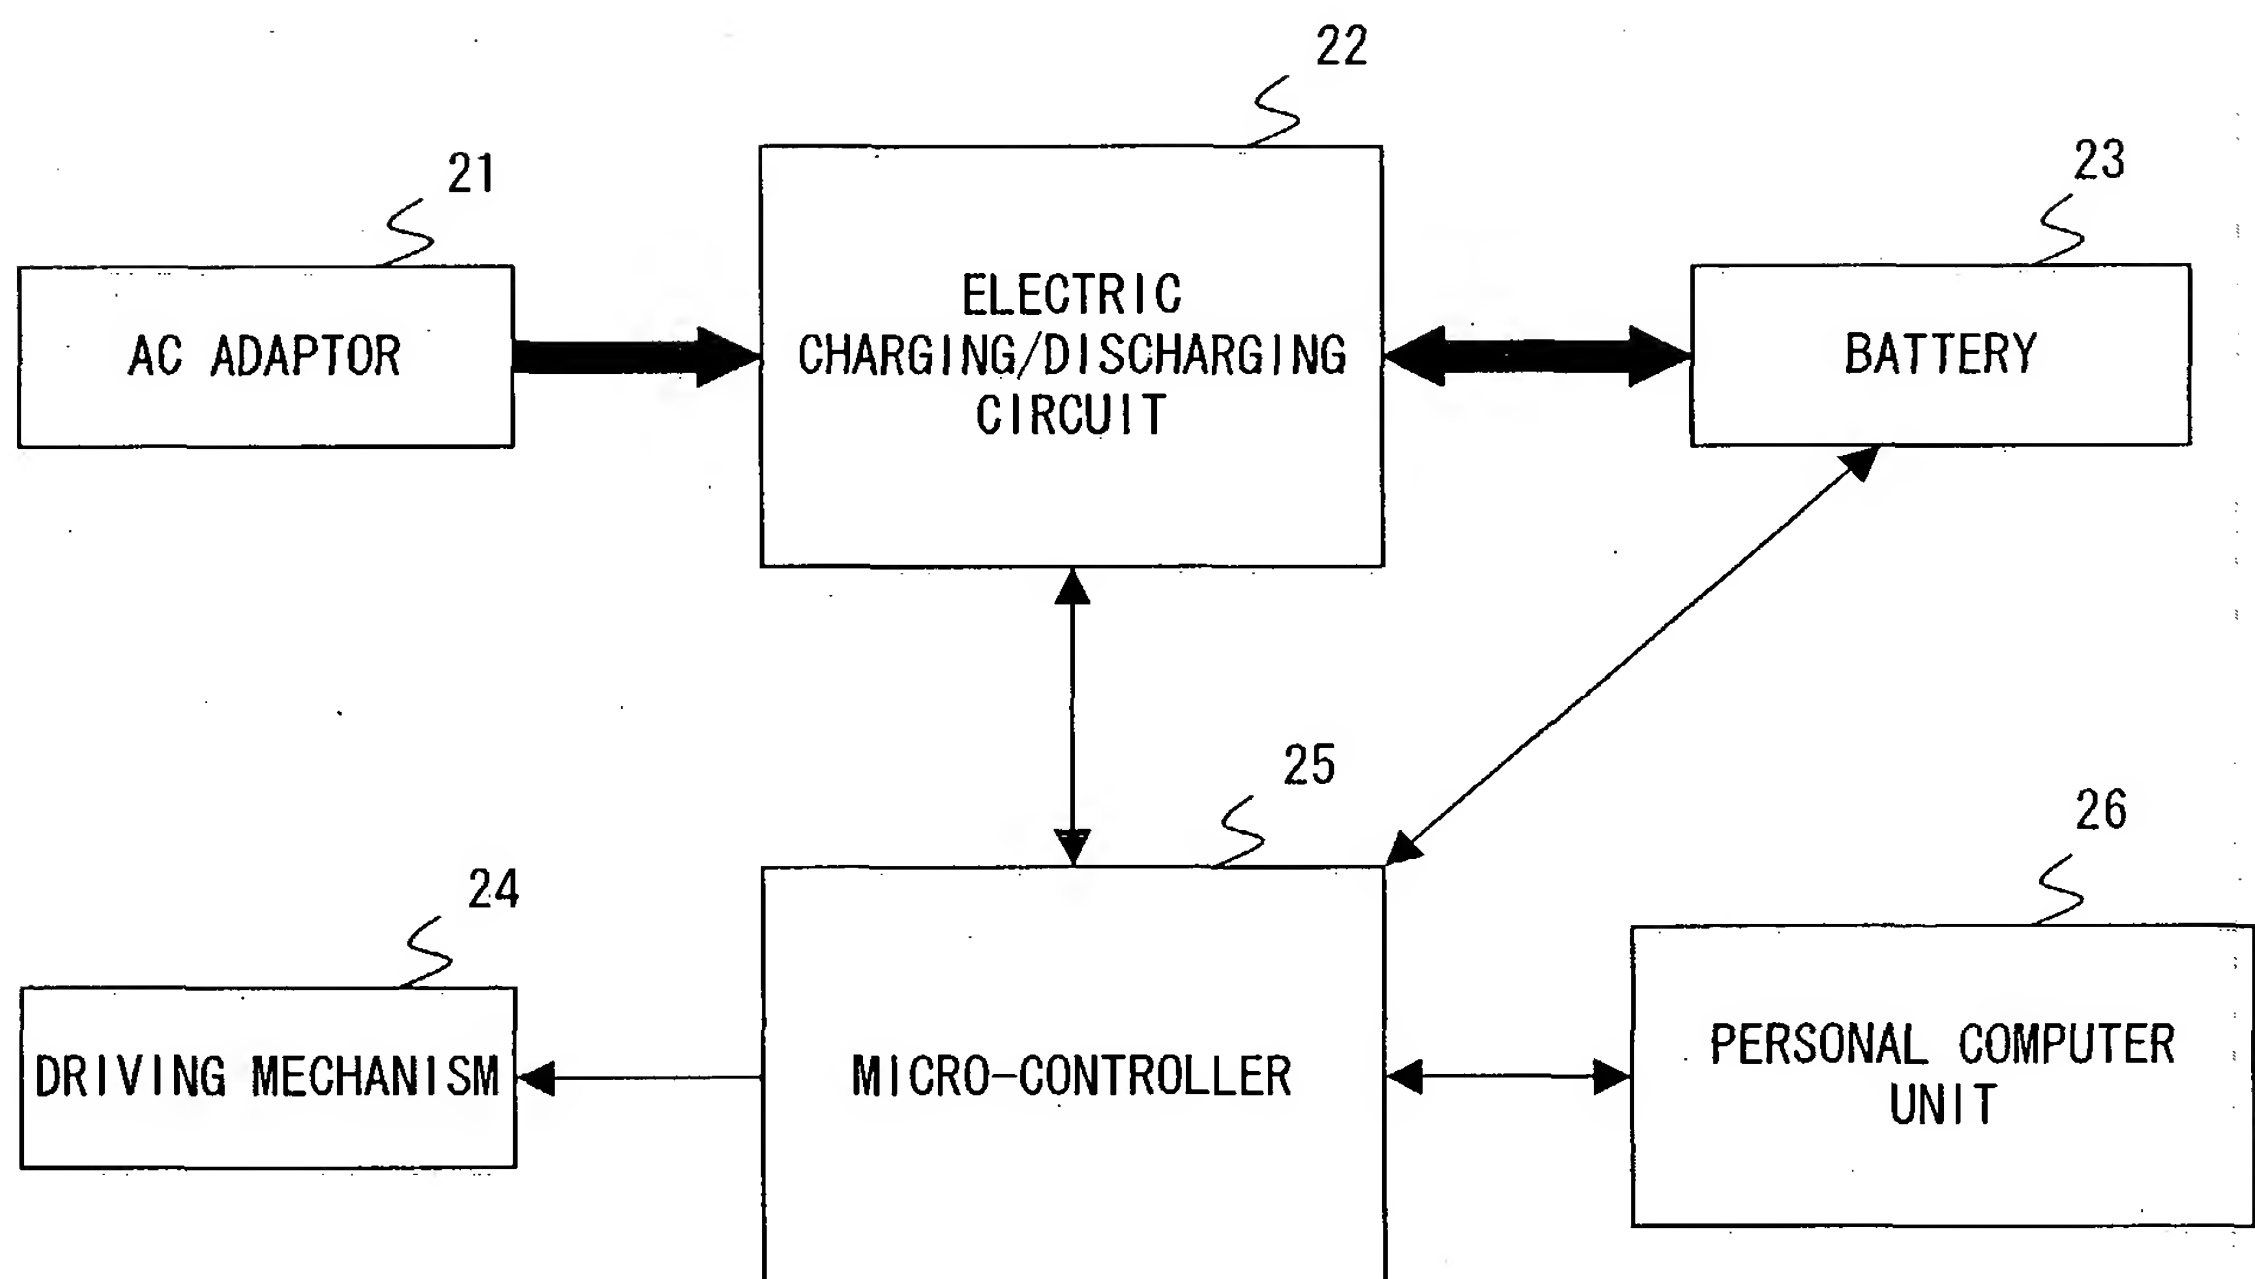 22
21
23
ELECTRIC
CHARGING/DISCHARGING
CIRCUIT
AC ADAPTOR
BATTERY
25
26
24
DRIVING MECHANISM
MICRO-CONTROLLER
PERSONAL COMPUTER
UNIT